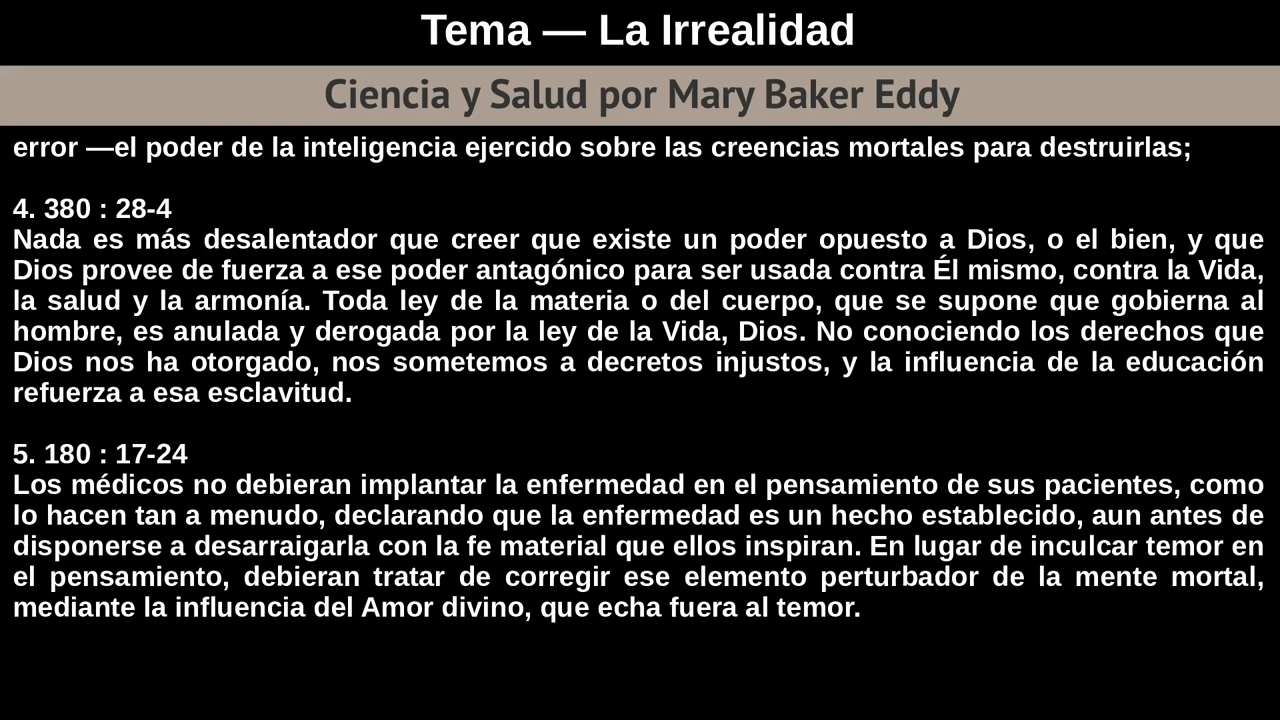 Tema — La Irrealidad
Ciencia y Salud por Mary Baker Eddy
error —el poder de la inteligencia ejercido sobre las creencias mortales para destruirlas;
4. 380 : 28-4
Nada es más desalentador que creer que existe un poder opuesto a Dios, o el bien, y que
Dios provee de fuerza a ese poder antagónico para ser usada contra Él mismo, contra la Vida,
la salud y la armonía. Toda ley de la materia o del cuerpo, que se supone que gobierna al
hombre, es anulada y derogada por la ley de la Vida, Dios. No conociendo los derechos que
Dios nos ha otorgado, nos sometemos a decretos injustos, y la influencia de la educación
refuerza a esa esclavitud.
5. 180 : 17-24
Los médicos no debieran implantar la enfermedad en el pensamiento de sus pacientes, como
lo hacen tan a menudo, declarando que la enfermedad es un hecho establecido, aun antes de
disponerse a desarraigarla con la fe material que ellos inspiran. En lugar de inculcar temor en
el pensamiento, debieran tratar de corregir ese elemento perturbador de la mente mortal,
mediante la influencia del Amor divino, que echa fuera al temor.